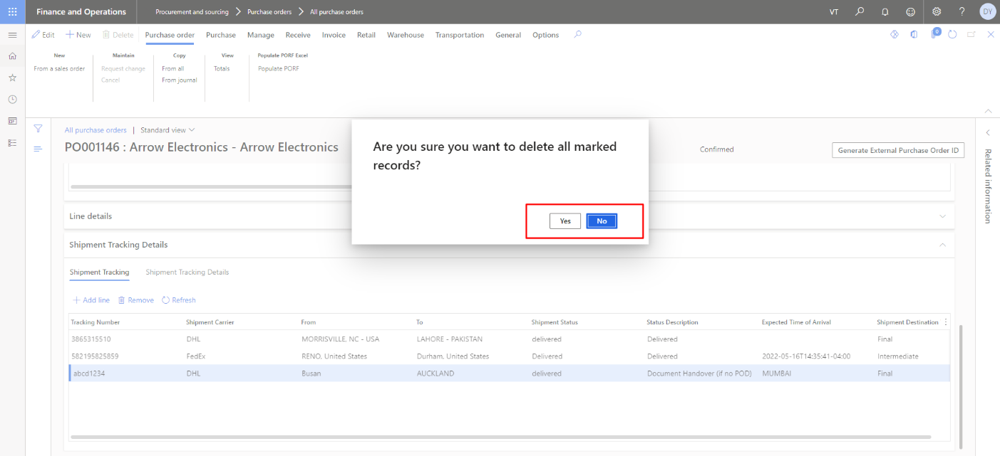 Finance and Operations
Procurement and sourcing Purchase orders All purchase orders
VT
DY
Edit New Delete Purchase order Purchase Manage Receive Invoice Retail Warehouse Transportation General Options
0
New
From a sales order
Maintain
Request change
Cancel
Copy
From all
From journal
View
Totals
Populate PORF Excel
Populate PORF
All purchase orders | Standard view
PO001146 : Arrow Electronics - Arrow Electronics
Confirmed
Generate External Purchase Order ID
Related information
Are you sure you want to delete all marked
records?
Yes No
Line details
Shipment Tracking Details
Shipment Tracking Shipment Tracking Details
Add line Remove Refresh
Tracking Number Shipment Carrier From To Shipment Status Status Description Expected Time of Arrival Shipment Destination
3865315510 DHL MORRISVILLE, NC - USA LAHORE - PAKISTAN delivered Delivered Final
582195825859 FedEx RENO, United States Durham, United States Delivered Delivered 2022-05-16T14:35:41-04:00 Intermediate
abcd1234 DHL Busan AUCKLAND delivered Document Handover (if no POD) MUMBAI Final